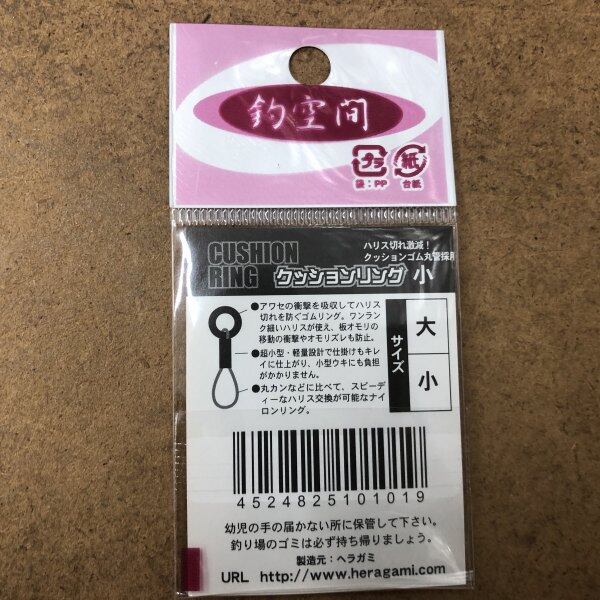 釣空間
プラ
紙
袋:PP
台紙
CUSHION
RING
クッションリング 小
ハリス切れ激減!
クッションゴム丸管採用
●アワセの衝撃を吸収してハリス
切れを防ぐゴムリング。ワンラン
ク細いハリスが使え、板オモリの
移動の衝撃やオモリズレも防止。
●超小型・軽量設計で仕掛けもキレ
イに仕上がり、小型ウキにも負担
がかかりません。
●丸カンなどに比べて、スピーデ
ィーなハリス交換が可能なナイ
ロンリング。
サイズ
大
小
4524825101019
幼児の手の届かない所に保管して下さい。
釣り場のゴミは必ず持ち帰りましょう。
製造元:ヘラガミ
URL http://www.heragami.com